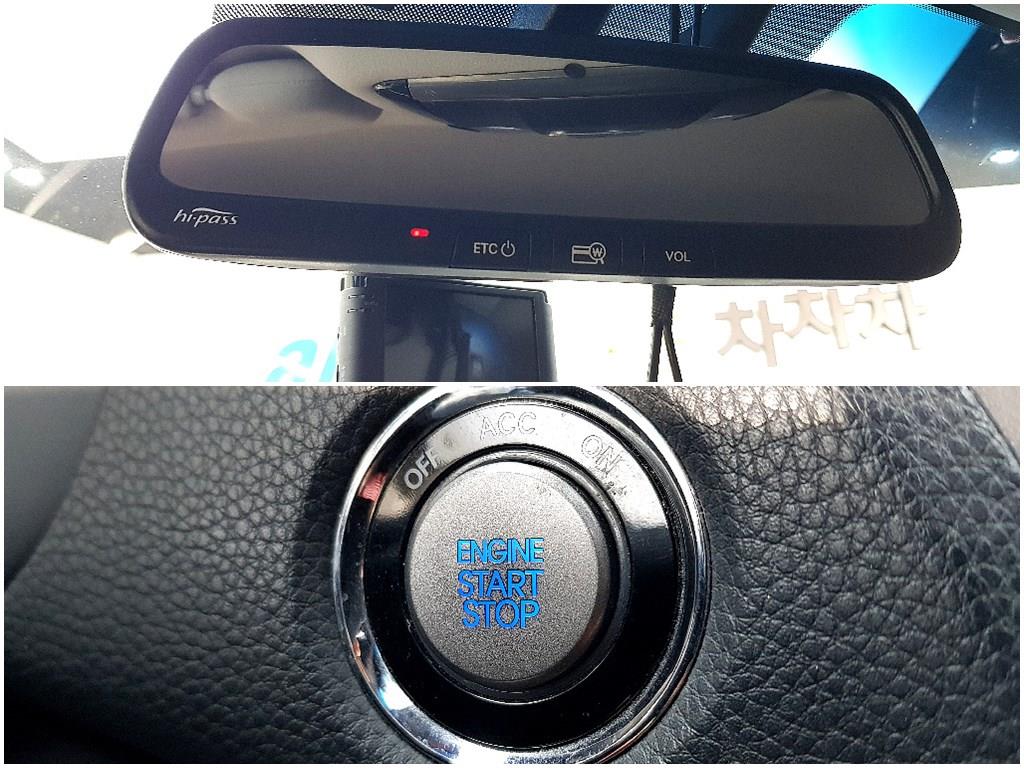 hi-pass
ETC
W
VOL
차차차
OFF ACC ON
ENGINE
START
STOP